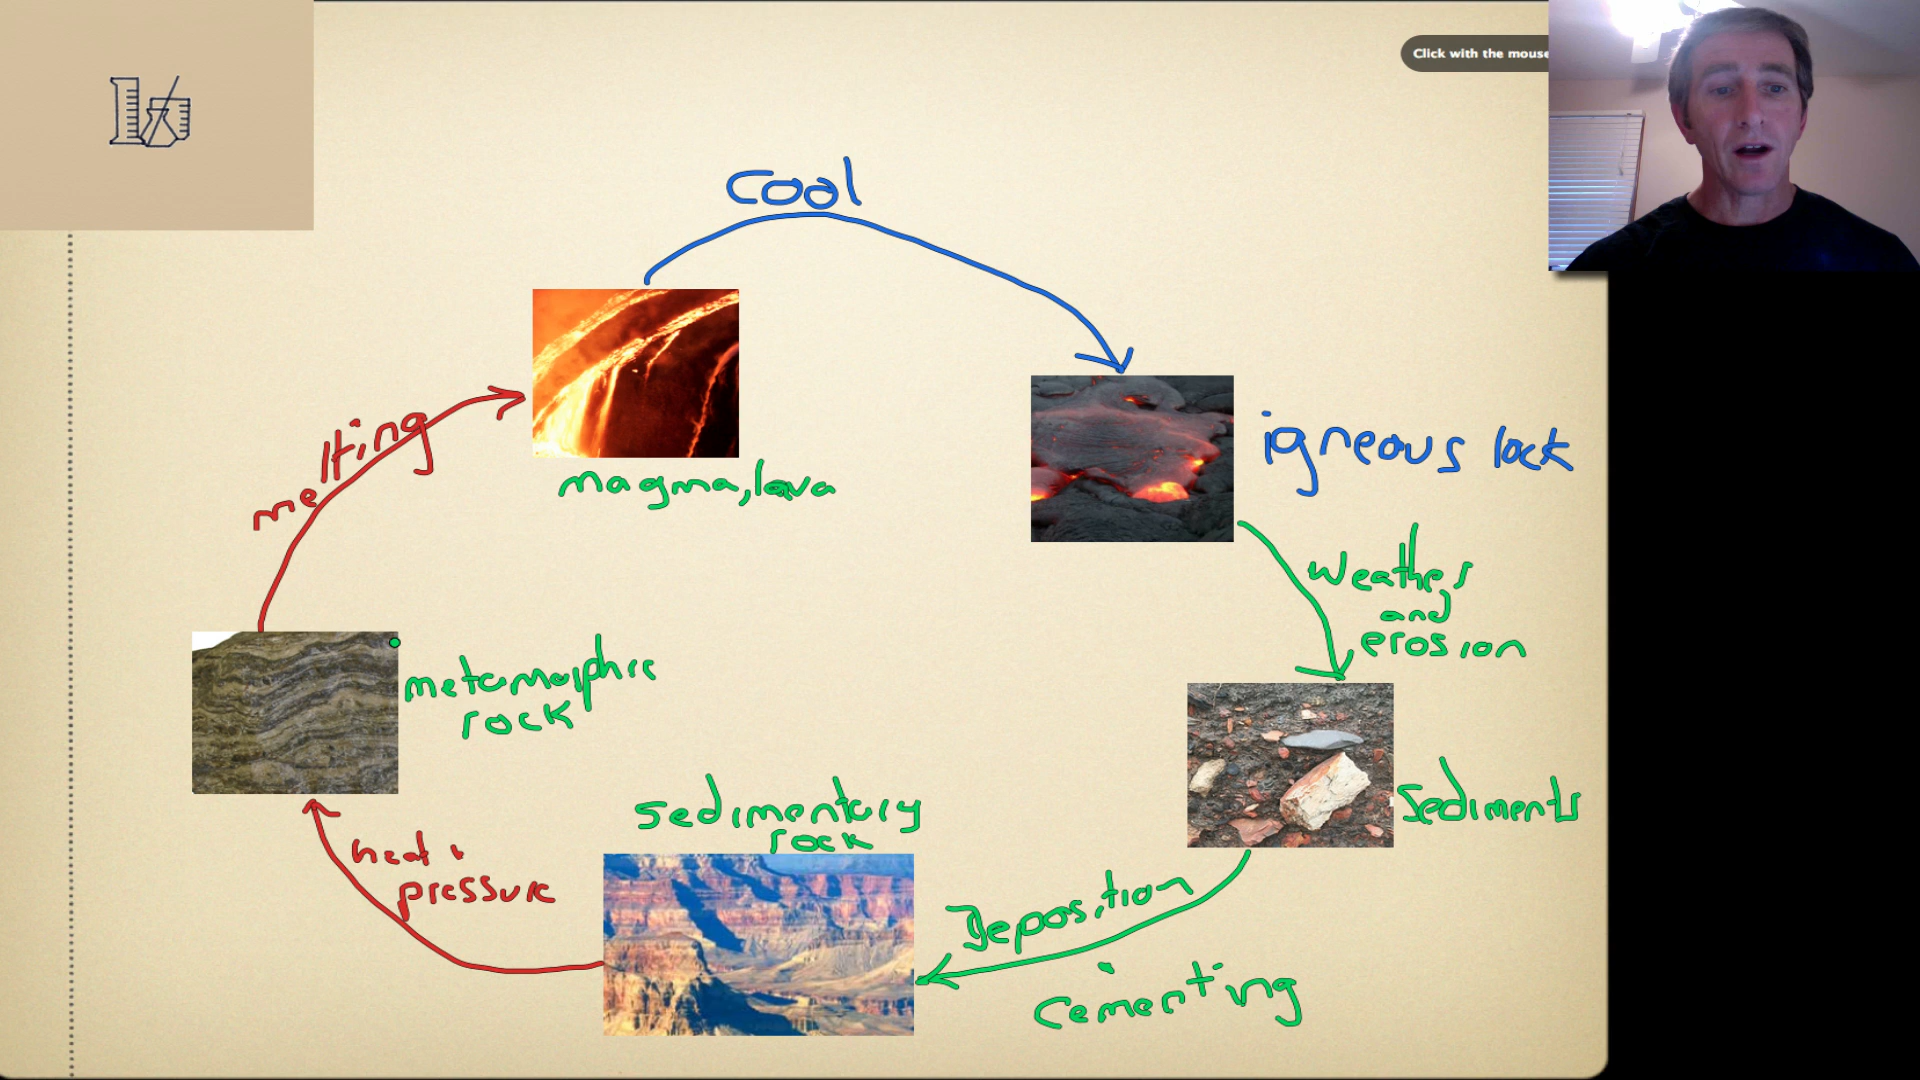 Click with the mouse
cool
magma, lava
igneous rock
melting
weather
and
erosion
metamorphic
rock
sediments
sedimentary
rock
heat &
pressure
Deposition
cementing